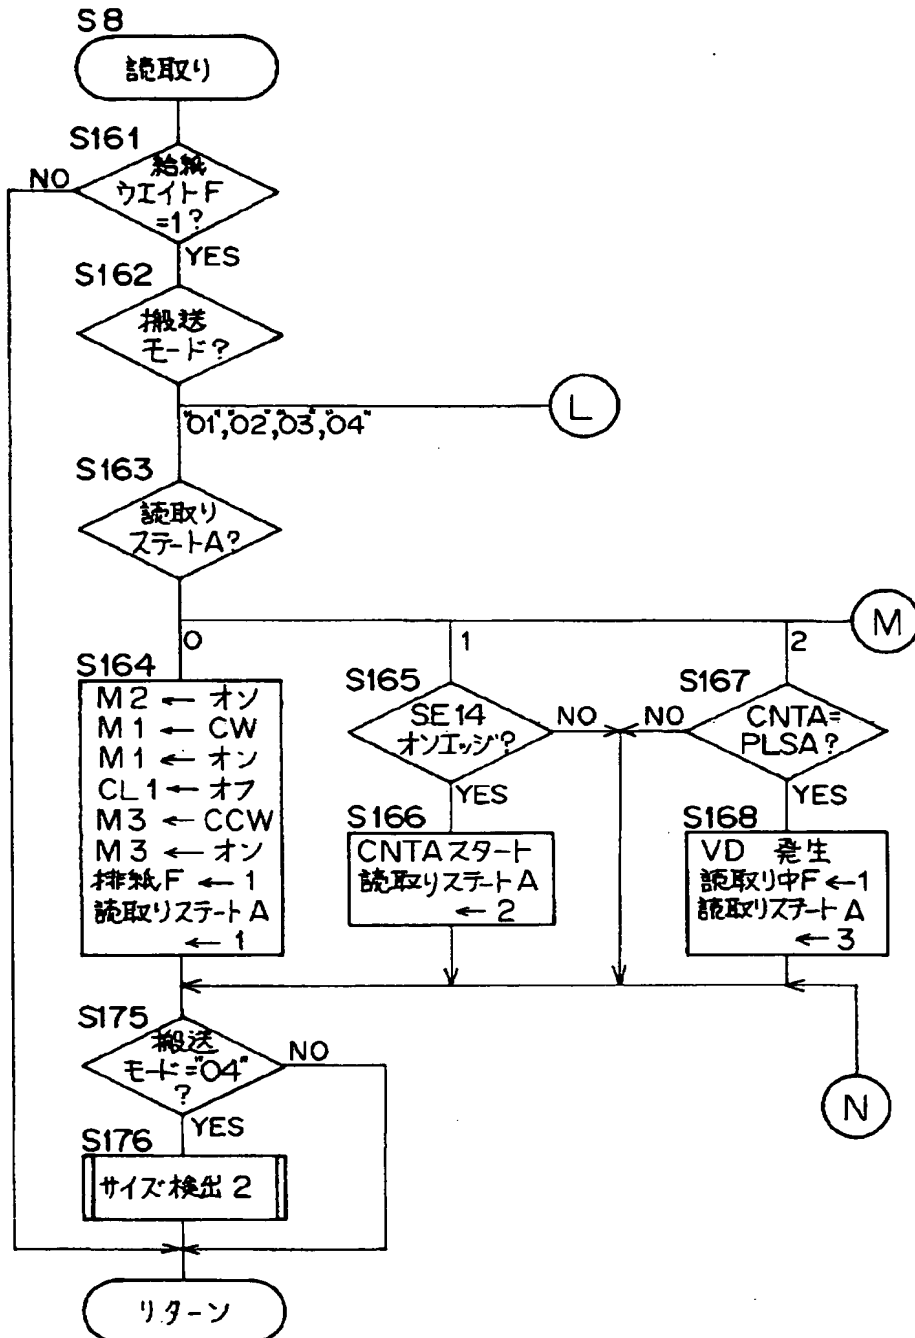 S8
読取り
S161
給紙
ウエイトF
=1?
NO
YES
S162
搬送
モード?
"01","02","03","04"
L
S163
読取り
ステートA?
M
0
1
2
S164
M2 ← オン
M1 ← CW
M1 ← オン
CL1 ← オフ
M3 ← CCW
M3 ← オン
排紙F ← 1
読取りステートA
← 1
S165
SE14
オンエッジ?
NO
YES
S166
CNTAスタート
読取りステートA
← 2
S167
CNTA=
PLSA?
NO
YES
S168
VD 発生
読取り中F ← 1
読取りステートA
← 3
N
S175
搬送
モード="04"
?
NO
YES
S176
サイズ検出2
リターン